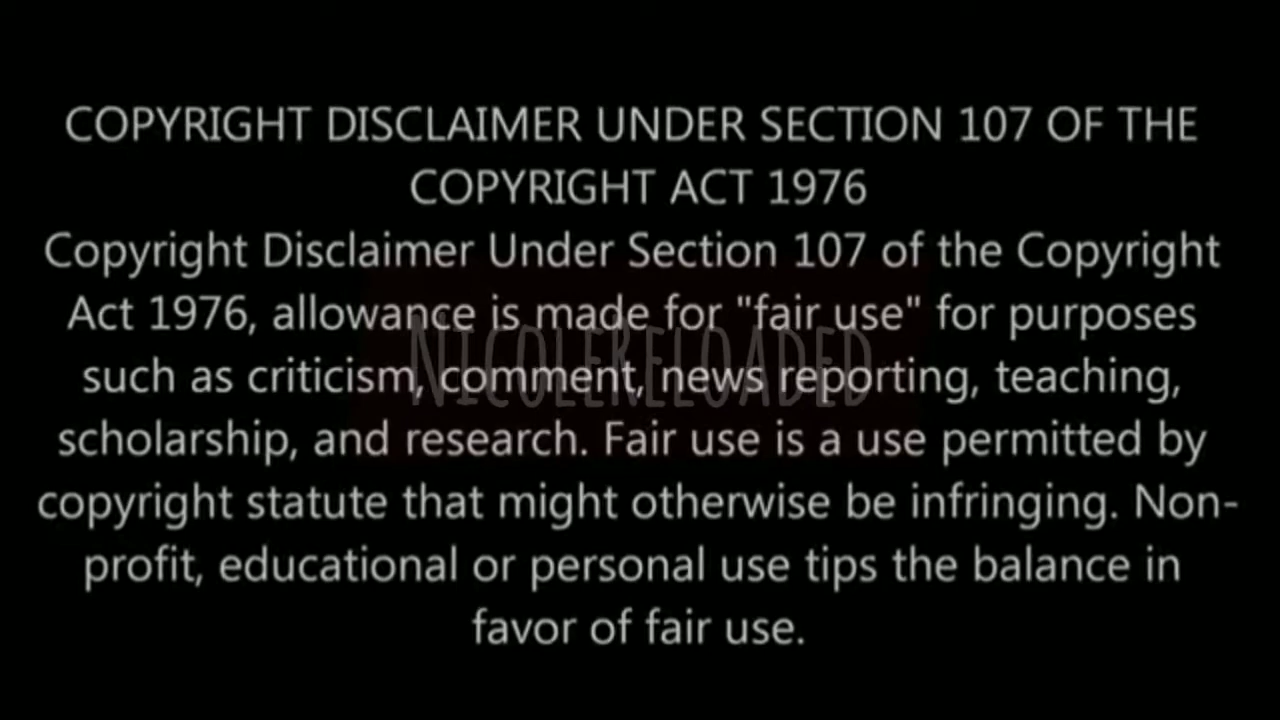 COPYRIGHT DISCLAIMER UNDER SECTION 107 OF THE
COPYRIGHT ACT 1976
Copyright Disclaimer Under Section 107 of the Copyright
Act 1976, allowance is made for "fair use" for purposes
NICOLERELOADED
such as criticism, comment, news reporting, teaching,
scholarship, and research. Fair use is a use permitted by
copyright statute that might otherwise be infringing. Non-
profit, educational or personal use tips the balance in
favor of fair use.